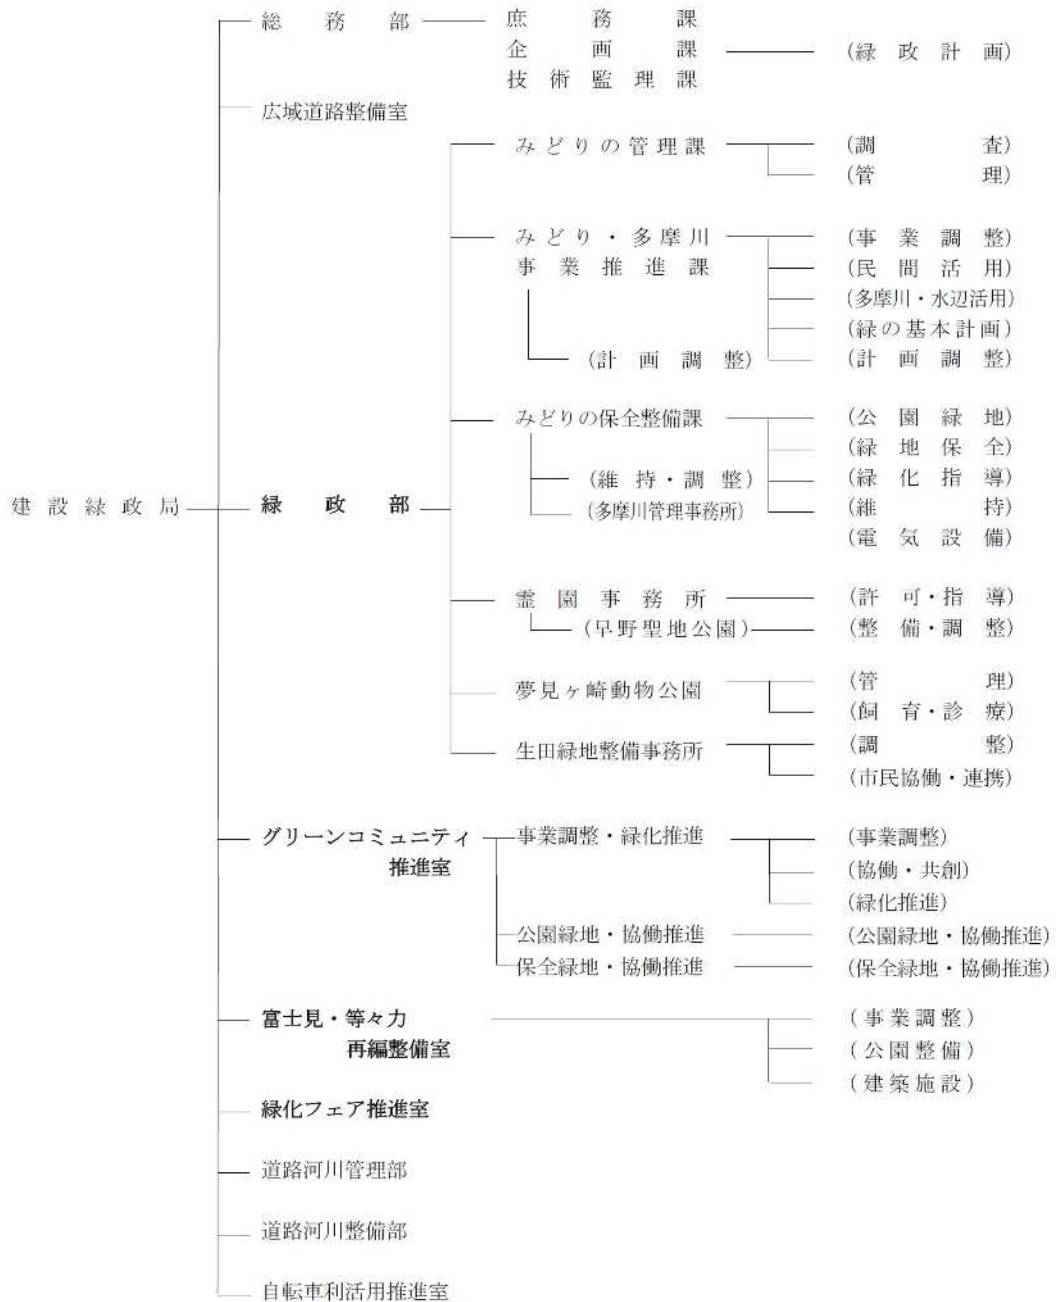 総務部 庶務課
企画課 (緑政計画)
技術監理課
広域道路整備室
みどりの管理課 (調査)
(管理)
みどり・多摩川 (事業調整)
事業推進課 (民間活用)
(多摩川・水辺活用)
(緑の基本計画)
(計画調整) (計画調整)
みどりの保全整備課 (公園緑地)
(緑地保全)
(維持・調整) (緑化指導)
建設緑政局 緑政部 (多摩川管理事務所) (維持)
(電気設備)
霊園事務所 (許可・指導)
(早野聖地公園) (整備・調整)
夢見ヶ崎動物公園 (管理)
(飼育・診療)
生田緑地整備事務所 (調整)
(市民協働・連携)
グリーンコミュニティ 事業調整・緑化推進 (事業調整)
推進室 (協働・共創)
(緑化推進)
公園緑地・協働推進 (公園緑地・協働推進)
保全緑地・協働推進 (保全緑地・協働推進)
富士見・等々力 (事業調整)
再編整備室 (公園整備)
(建築施設)
緑化フェア推進室
道路河川管理部
道路河川整備部
自転車利活用推進室